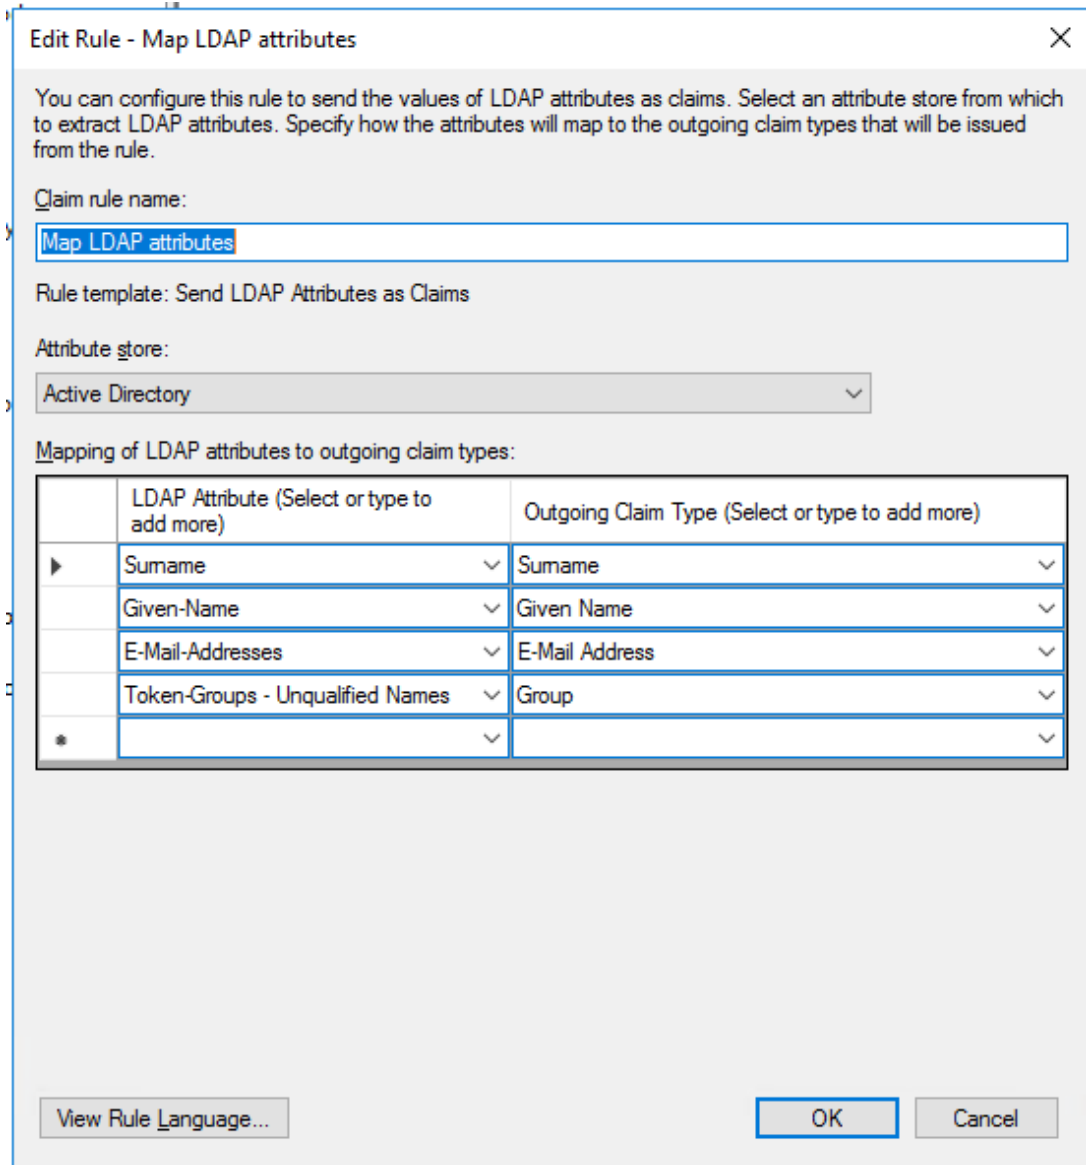 Edit Rule - Map LDAP attributes
You can configure this rule to send the values of LDAP attributes as claims. Select an attribute store from which
to extract LDAP attributes. Specify how the attributes will map to the outgoing claim types that will be issued
from the rule.
Claim rule name:
Map LDAP attributes
Rule template: Send LDAP Attributes as Claims
Attribute store:
Active Directory
Mapping of LDAP attributes to outgoing claim types:
LDAP Attribute (Select or type to
add more)
Outgoing Claim Type (Select or type to add more)
Surname Surname
Given-Name Given Name
E-Mail-Addresses E-Mail Address
Token-Groups - Unqualified Names Group
View Rule Language... OK Cancel